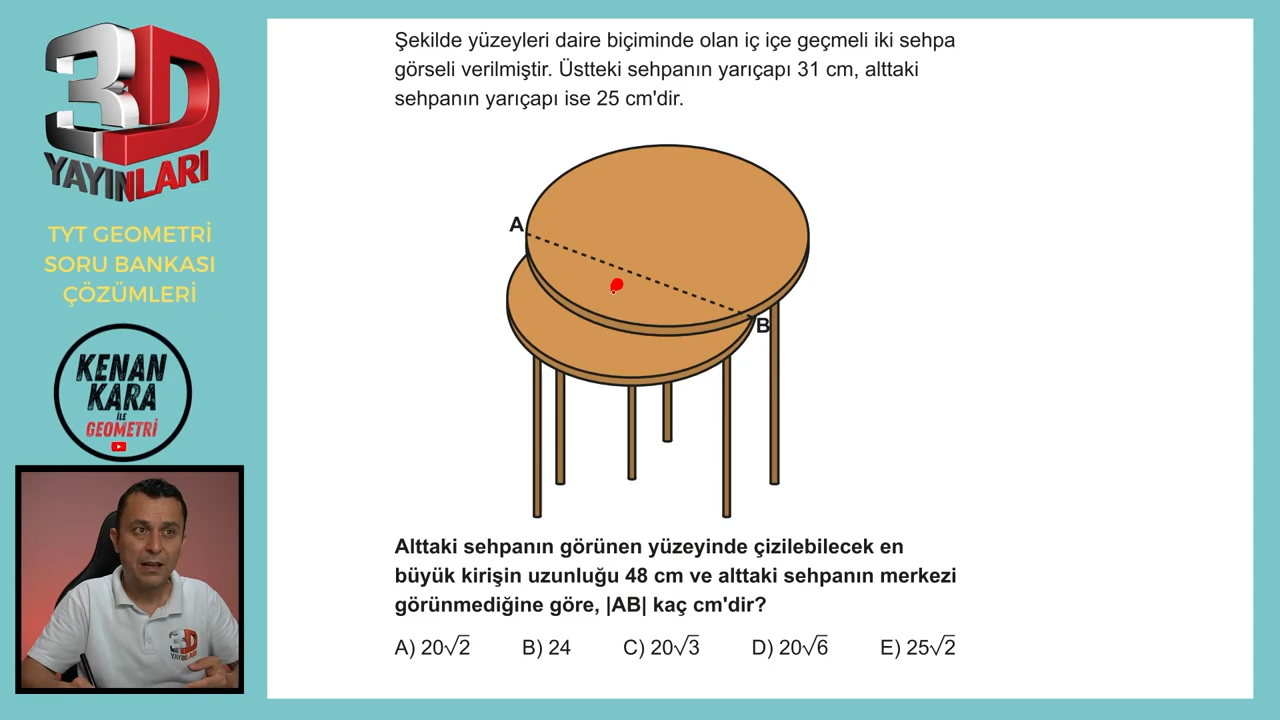 3D
YAYINLARI
TYT GEOMETRİ
SORU BANKASI
ÇÖZÜMLERİ
KENAN
KARA
İLE
GEOMETRİ
3D
YAYINLARI
Şekilde yüzeyleri daire biçiminde olan iç içe geçmeli iki sehpa
görseli verilmiştir. Üstteki sehpanın yarıçapı 31 cm, alttaki
sehpanın yarıçapı ise 25 cm'dir.
A
B
Alttaki sehpanın görünen yüzeyinde çizilebilecek en
büyük kirişin uzunluğu 48 cm ve alttaki sehpanın merkezi
görünmediğine göre, |AB| kaç cm'dir?
A) 20√2 B) 24 C) 20√3 D) 20√6 E) 25√2